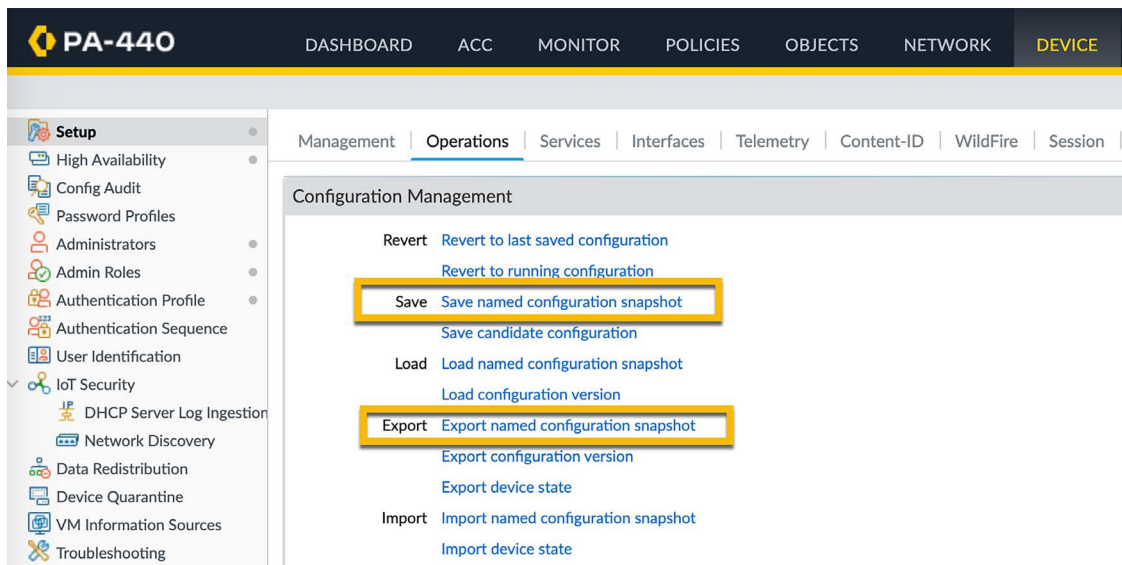 PA-440
DASHBOARD ACC MONITOR POLICIES OBJECTS NETWORK DEVICE
Setup
High Availability
Config Audit
Password Profiles
Administrators
Admin Roles
Authentication Profile
Authentication Sequence
User Identification
IoT Security
DHCP Server Log Ingestion
Network Discovery
Data Redistribution
Device Quarantine
VM Information Sources
Troubleshooting
Management Operations Services Interfaces Telemetry Content-ID WildFire Session
Configuration Management
Revert Revert to last saved configuration
Revert to running configuration
Save Save named configuration snapshot
Save candidate configuration
Load Load named configuration snapshot
Load configuration version
Export Export named configuration snapshot
Export configuration version
Export device state
Import Import named configuration snapshot
Import device state